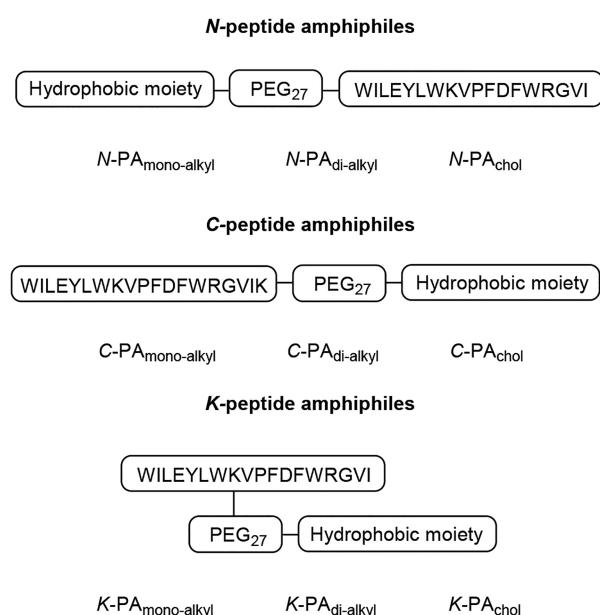 N-peptide amphiphiles
Hydrophobic moiety PEG27 WILEYLWKVPFDFWRGVI
N-PAmono-alkyl N-PAdi-alkyl N-PAchol
C-peptide amphiphiles
WILEYLWKVPFDFWRGVIK PEG27 Hydrophobic moiety
C-PAmono-alkyl C-PAdi-alkyl C-PAchol
K-peptide amphiphiles
WILEYLWKVPFDFWRGVI
PEG27 Hydrophobic moiety
K-PAmono-alkyl K-PAdi-alkyl K-PAchol